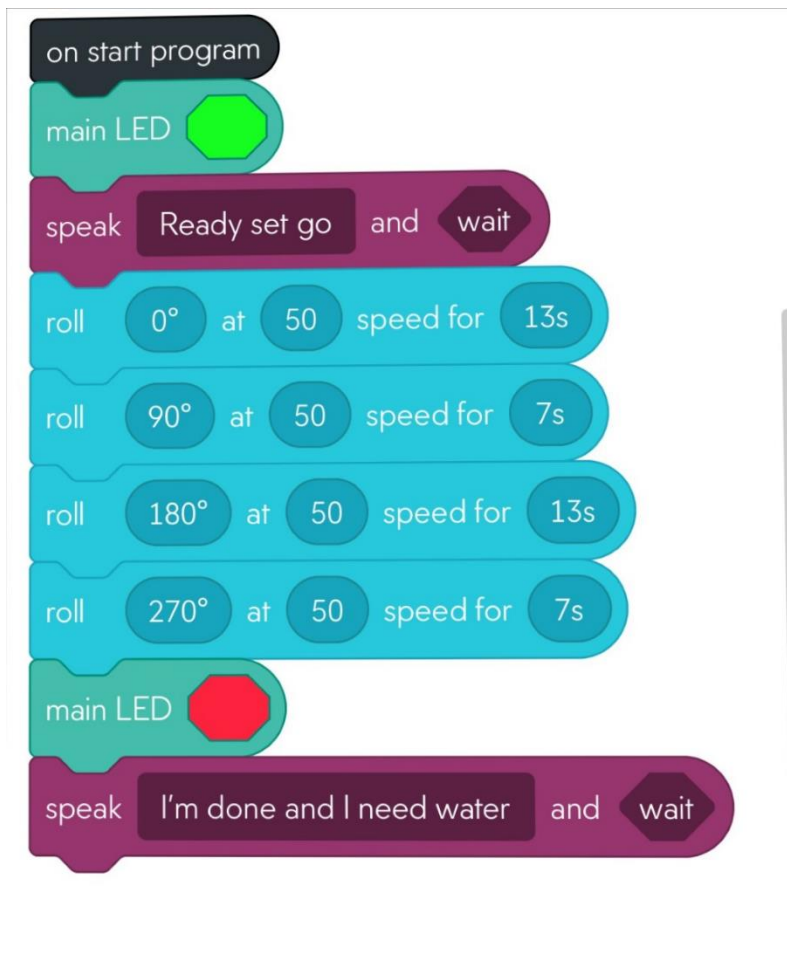 on start program
main LED
speak Ready set go and wait
roll 0° at 50 speed for 13s
roll 90° at 50 speed for 7s
roll 180° at 50 speed for 13s
roll 270° at 50 speed for 7s
main LED
speak I'm done and I need water and wait